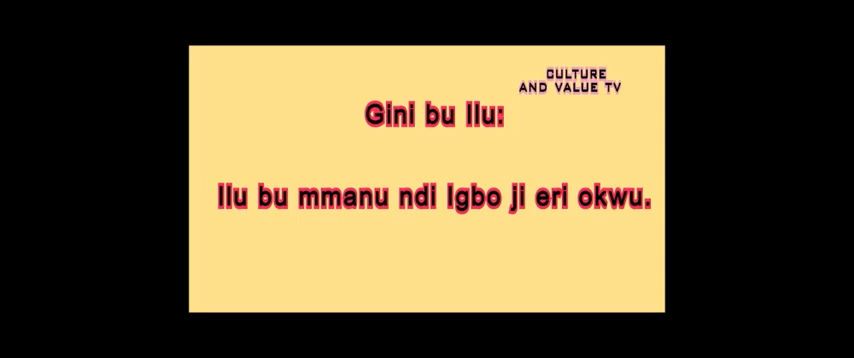 CULTURE
AND VALUE TV
Gini bu Ilu:
Ilu bu mmanu ndi Igbo ji eri okwu.